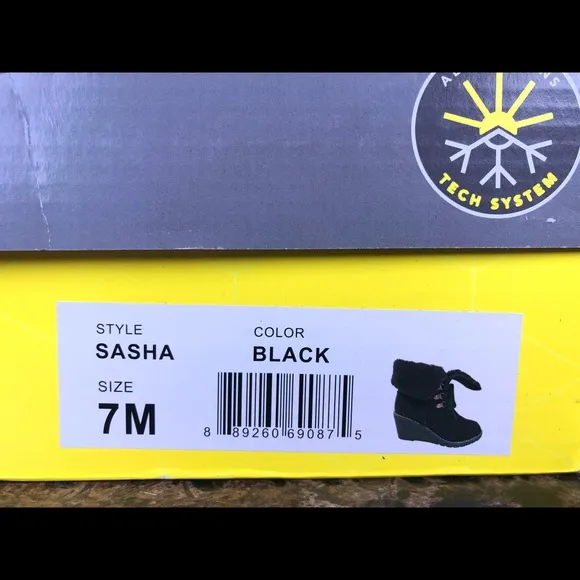 TECH SYSTEM
STYLE COLOR
SASHA BLACK
SIZE
7M
8 89260 69087 5